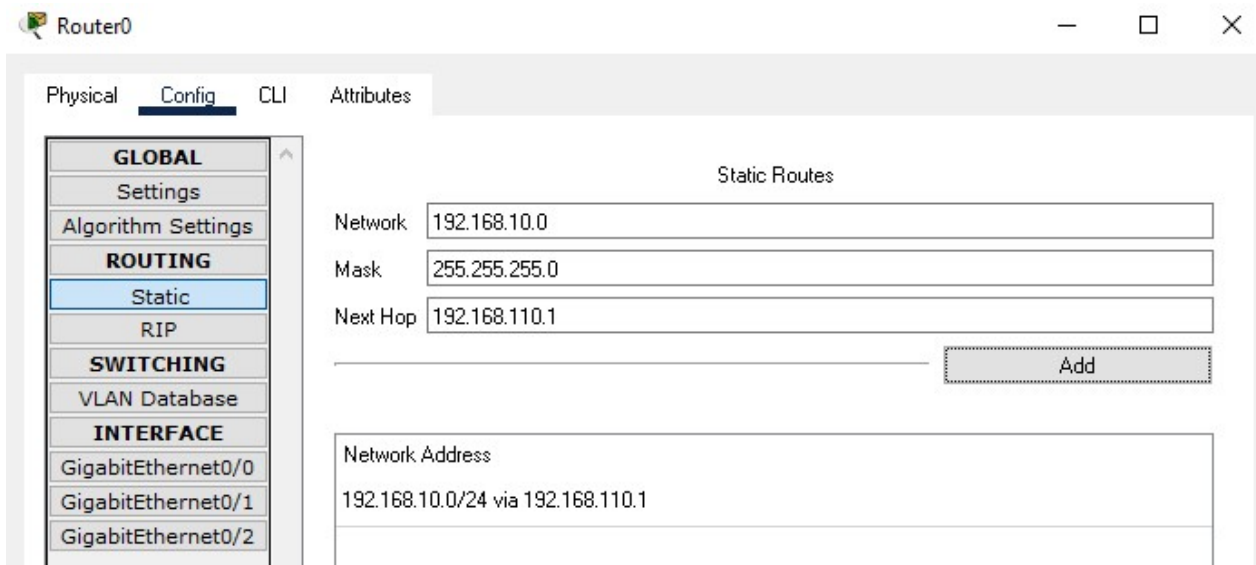 Router0
Physical Config CLI Attributes
GLOBAL
Settings
Algorithm Settings
ROUTING
Static
RIP
SWITCHING
VLAN Database
INTERFACE
GigabitEthernet0/0
GigabitEthernet0/1
GigabitEthernet0/2
Static Routes
Network 192.168.10.0
Mask 255.255.255.0
Next Hop 192.168.110.1
Add
Network Address
192.168.10.0/24 via 192.168.110.1